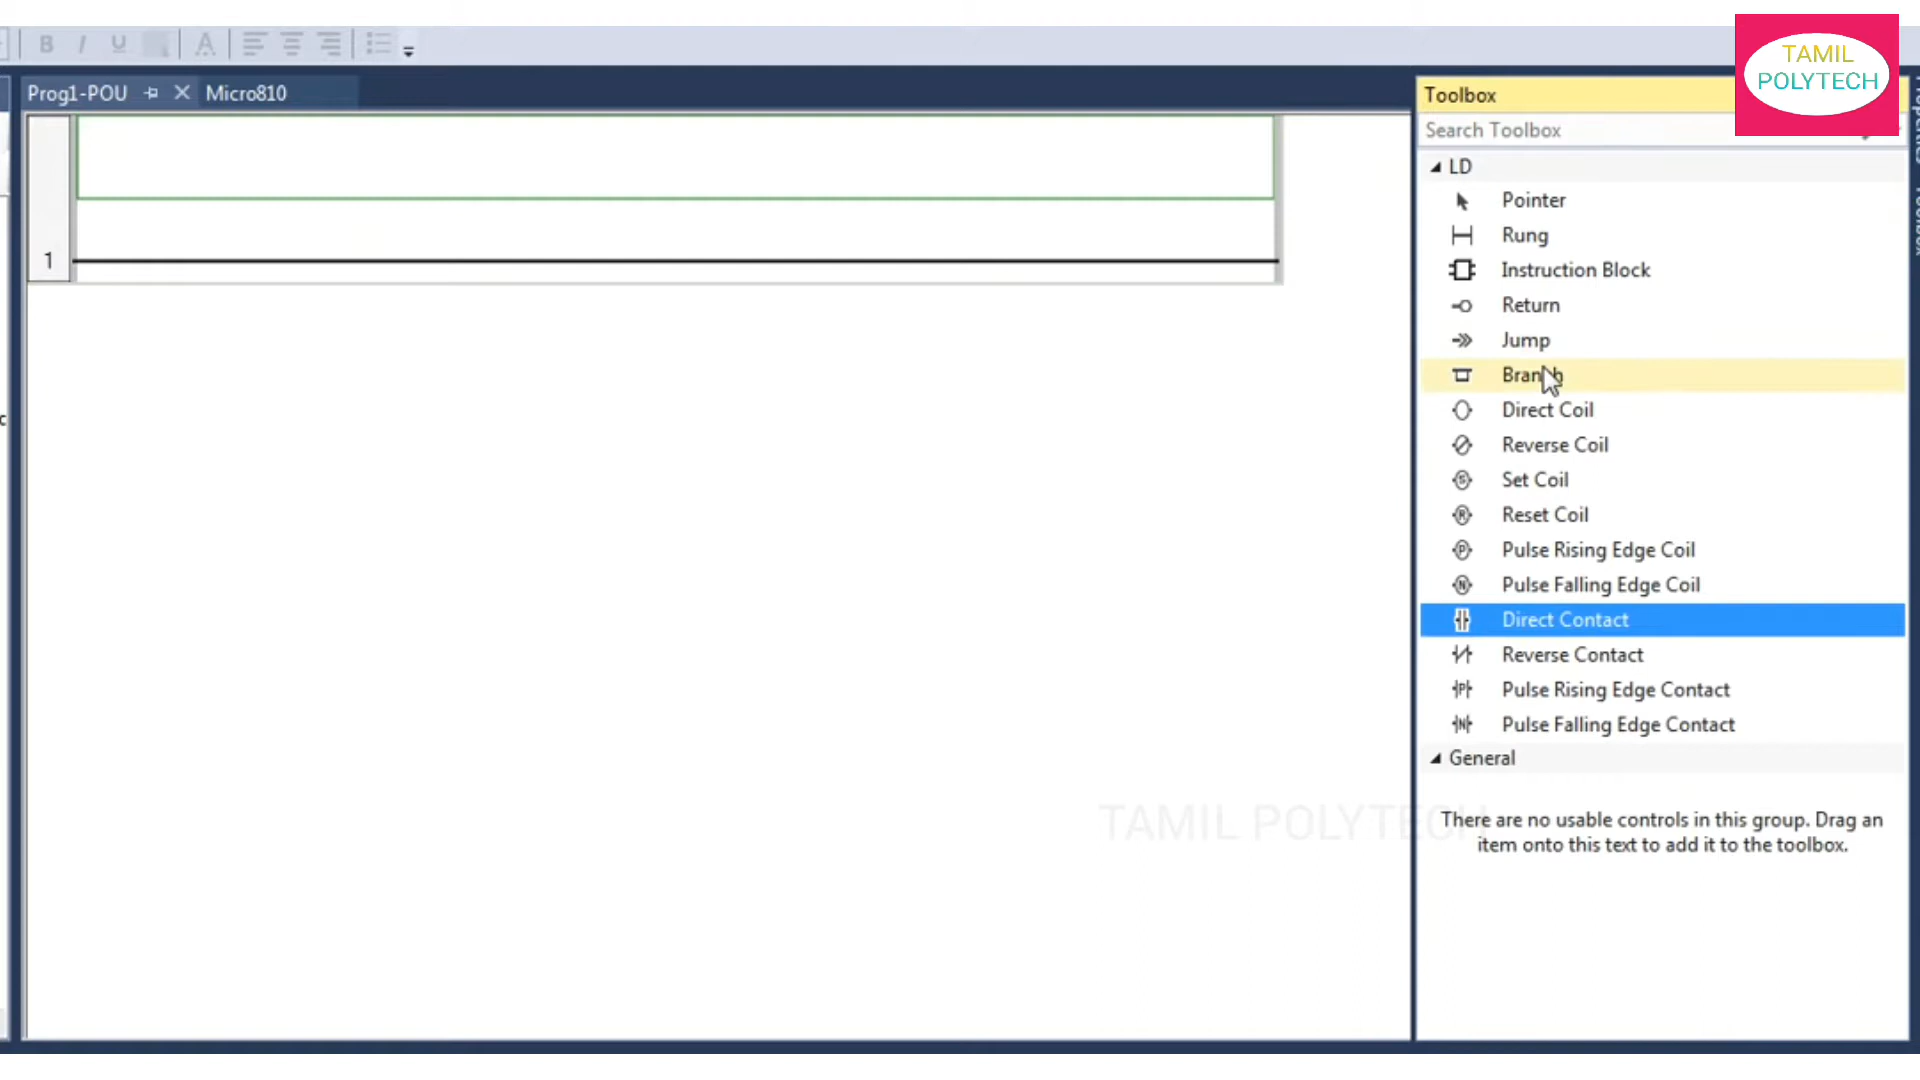 B I U A
TAMIL
POLYTECH
Prog1-POU
Micro810
Toolbox
Search Toolbox
LD
Pointer
Rung
Instruction Block
Return
Jump
Branch
Direct Coil
Reverse Coil
Set Coil
Reset Coil
Pulse Rising Edge Coil
Pulse Falling Edge Coil
Direct Contact
Reverse Contact
Pulse Rising Edge Contact
Pulse Falling Edge Contact
General
There are no usable controls in this group. Drag an
item onto this text to add it to the toolbox.
1
TAMIL POLYTECH